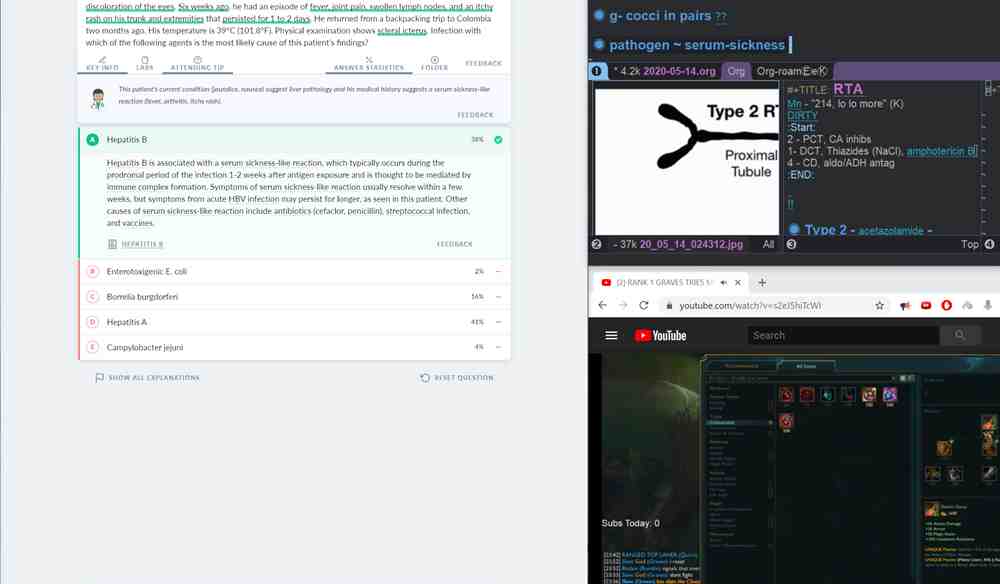 discoloration of the eyes. Six weeks ago, he had an episode of fever, joint pain, swollen lymph nodes, and an itchy
rash on his trunk and extremities that persisted for 1 to 2 days. He returned from a backpacking trip to Colombia
two months ago. His temperature is 39°C (101.8°F). Physical examination shows scleral icterus. Infection with
which of the following agents is the most likely cause of this patient's findings?
KEY INFO
LABS
ATTENDING TIP
ANSWER STATISTICS
FOLDER
FEEDBACK
This patient's current condition (jaundice, nausea) suggest liver pathology and his medical history suggests a serum sickness-like
reaction (fever, arthritis, itchy rash).
FEEDBACK
A Hepatitis B 38%
Hepatitis B is associated with a serum sickness-like reaction, which typically occurs during the
prodromal period of the infection 1-2 weeks after antigen exposure and is thought to be mediated by
immune complex formation. Symptoms of serum sickness-like reaction usually resolve within a few
weeks, but symptoms from acute HBV infection may persist for longer, as seen in this patient. Other
causes of serum sickness-like reaction include antibiotics (cefaclor, penicillin), streptococcal infection,
and vaccines.
HEPATITIS B
FEEDBACK
B Enterotoxigenic E. coli 2% –
C Borrelia burgdorferi 16% –
D Hepatitis A 41% –
E Campylobacter jejuni 4% –
SHOW ALL EXPLANATIONS
RESET QUESTION
g- cocci in pairs ??
pathogen ~ serum-sickness
1 * 4.2k 2020-05-14.org Org Org-roam
Type 2 RT
Proximal
Tubule
2 - 37k 20_05_14_024312.jpg All
#+TITLE: RTA
Mn - "214, lo lo more" (K)
DIRTY
:Start:
2 - PCT, CA inhibs
1- DCT, Thiazides (NaCl), amphotericin B
4 - CD, aldo/ADH antag
:END:
!!
Type 2 - acetazolamide -
3 Top 4
(2) RANK 1 GRAVES TRIES
youtube.com/watch?v=s2eJ5hiTcWI
YouTube
Search
Subs Today: 0